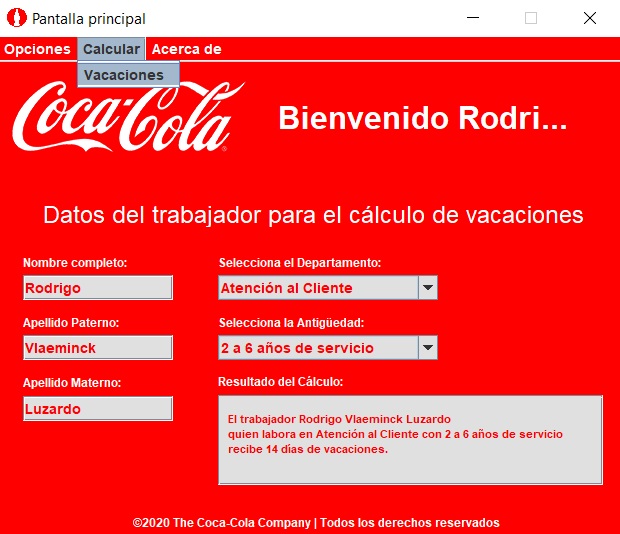 Pantalla principal
Opciones Calcular Acerca de
Vacaciones
Coca-Cola
Bienvenido Rodri...
Datos del trabajador para el cálculo de vacaciones
Nombre completo:
Selecciona el Departamento:
Rodrigo
Atención al Cliente
Apellido Paterno:
Selecciona la Antigüedad:
Vlaeminck
2 a 6 años de servicio
Apellido Materno:
Resultado del Cálculo:
Luzardo
El trabajador Rodrigo Vlaeminck Luzardo
quien labora en Atención al Cliente con 2 a 6 años de servicio
recibe 14 días de vacaciones.
©2020 The Coca-Cola Company | Todos los derechos reservados